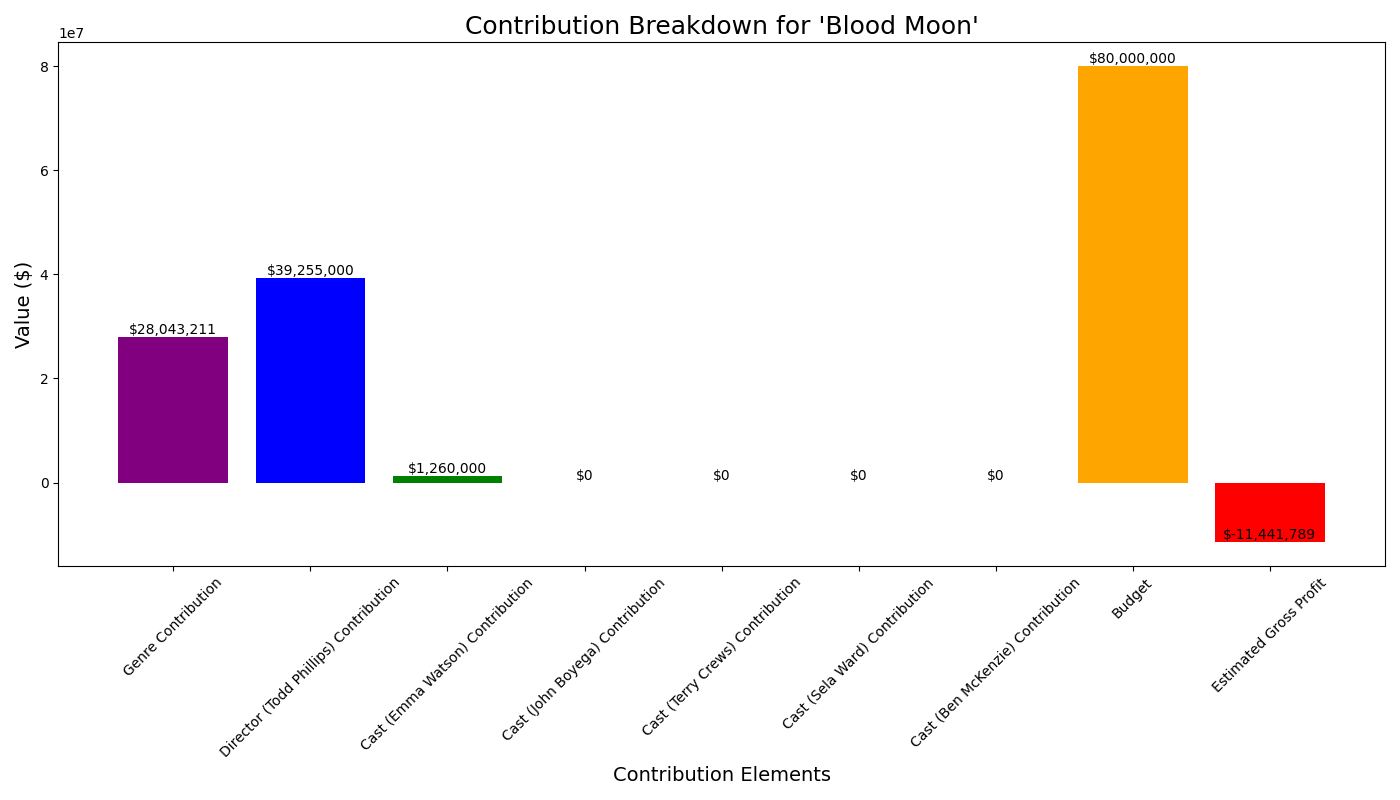 Contribution Breakdown for 'Blood Moon'
1e7
8
6
4
2
0
Value ($)
$28,043,211
$39,255,000
$1,260,000
$0
$0
$0
$0
$80,000,000
$-11,441,789
Genre Contribution
Director (Todd Phillips) Contribution
Cast (Emma Watson) Contribution
Cast (John Boyega) Contribution
Cast (Terry Crews) Contribution
Cast (Sela Ward) Contribution
Cast (Ben McKenzie) Contribution
Budget
Estimated Gross Profit
Contribution Elements